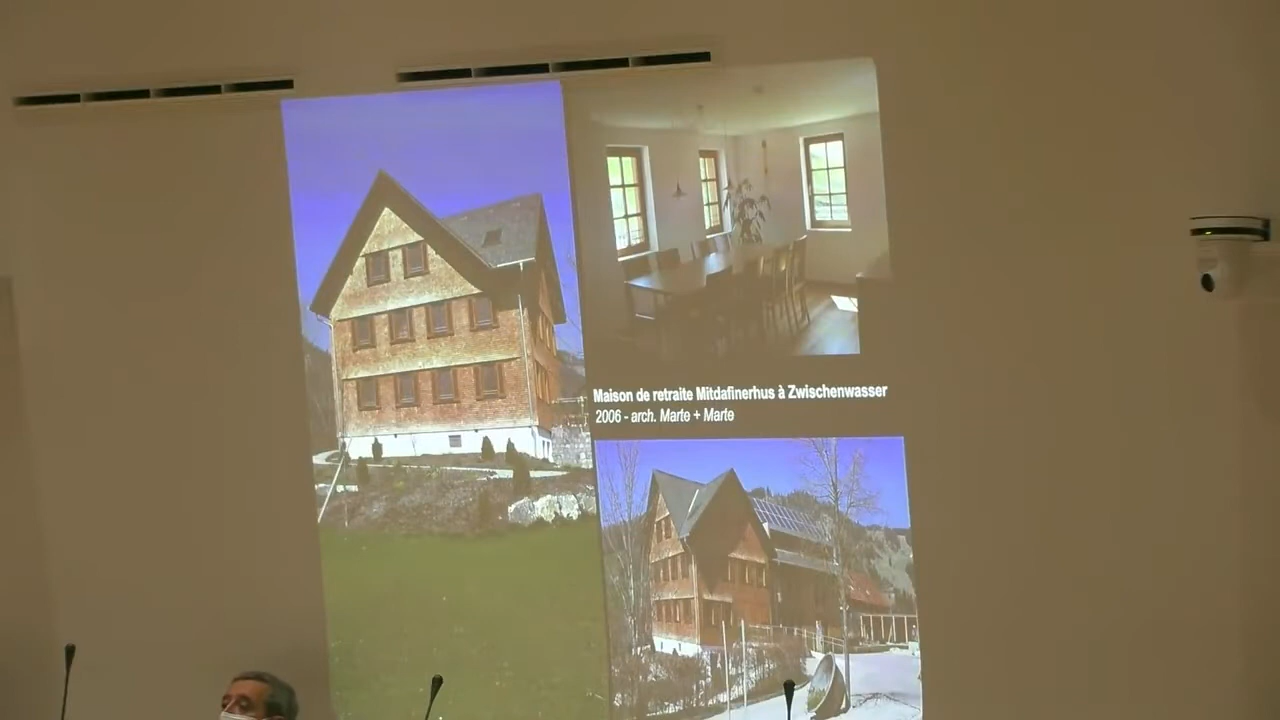 Maison de retraite Mitdafinerhus à Zwischenwasser
2006 - arch. Marte + Marte